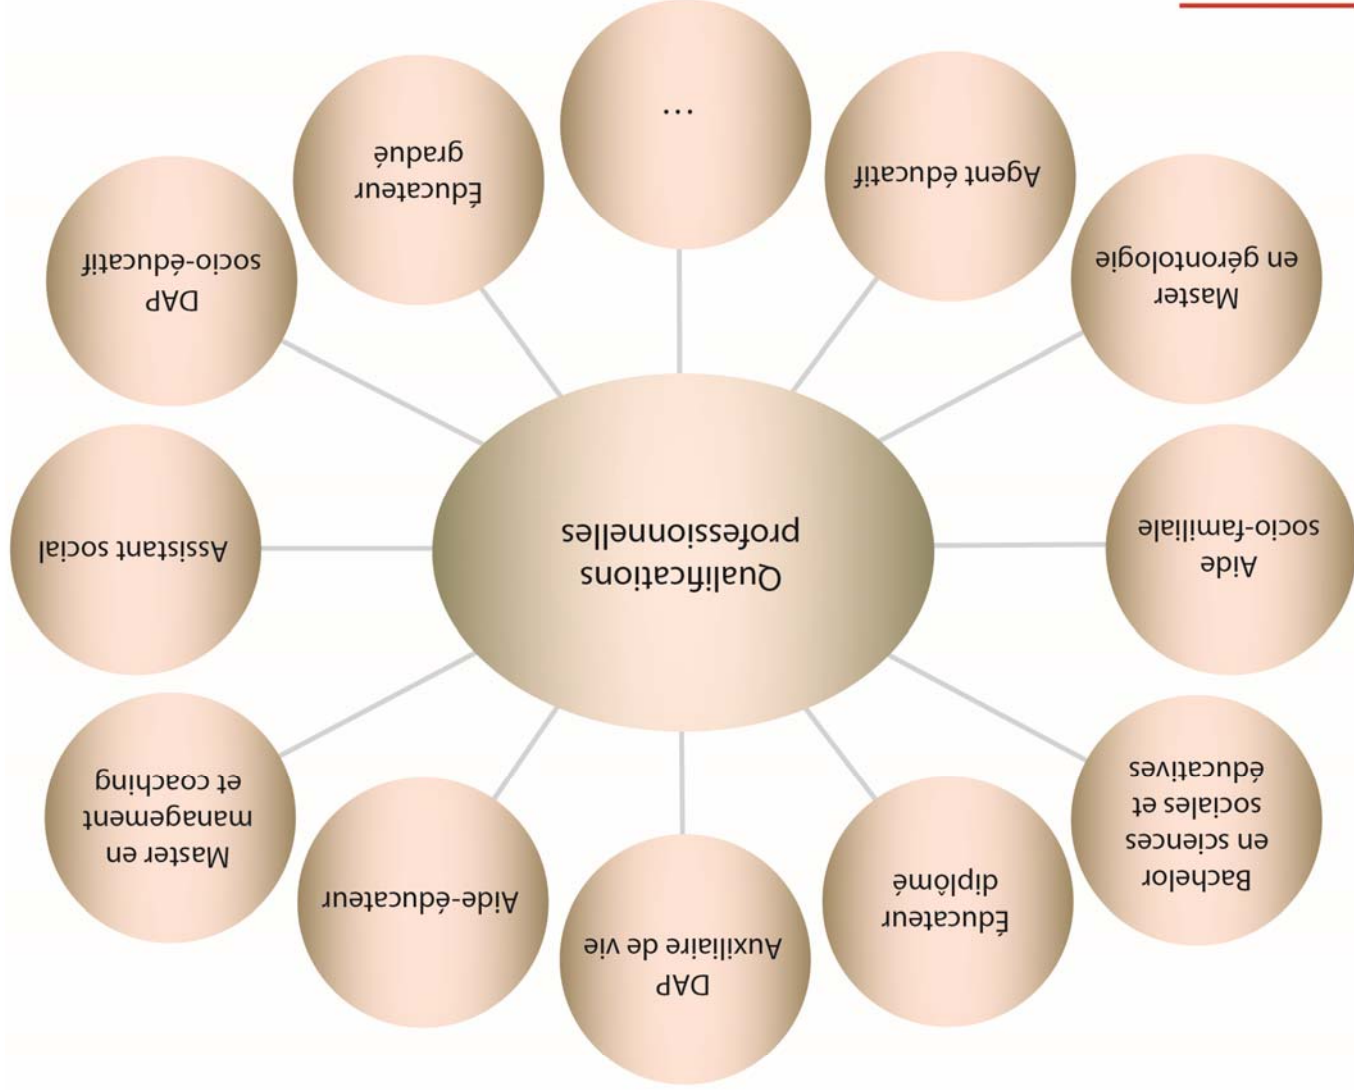 DAP
Auxiliaire de vie
Éducateur
diplômé
Aide-éducateur
Bachelor
en sciences
sociales et
éducatives
Master en
management
et coaching
Qualifications
professionnelles
Aide
socio-familiale
Assistant social
Master
en gérontologie
DAP
socio-éducatif
Agent éducatif
Éducateur
gradué
...